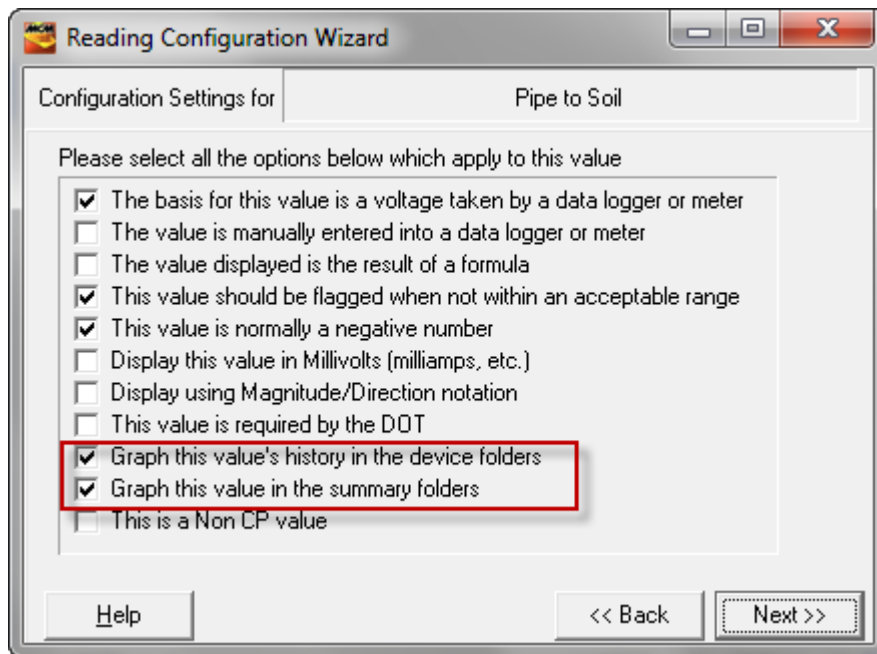 MCM
Reading Configuration Wizard
Configuration Settings for
Pipe to Soil
Please select all the options below which apply to this value
The basis for this value is a voltage taken by a data logger or meter
The value is manually entered into a data logger or meter
The value displayed is the result of a formula
This value should be flagged when not within an acceptable range
This value is normally a negative number
Display this value in Millivolts (milliamps, etc.)
Display using Magnitude/Direction notation
This value is required by the DOT
Graph this value's history in the device folders
Graph this value in the summary folders
This is a Non CP value
Help
<< Back
Next >>